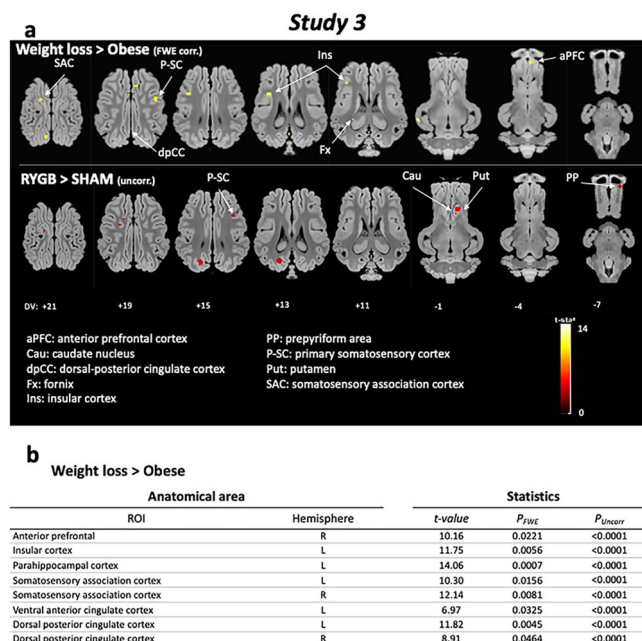 Study 3
a
Weight loss > Obese (FWE corr.)
SAC
P-SC
Ins
aPFC
dpCC
Fx
RYGB > SHAM (uncorr.)
P-SC
Cau
Put
PP
DV: +21 +19 +15 +13 +11 -1 -4 -7
aPFC: anterior prefrontal cortex
Cau: caudate nucleus
dpCC: dorsal-posterior cingulate cortex
Fx: fornix
Ins: insular cortex
PP: prepyriform area
P-SC: primary somatosensory cortex
Put: putamen
SAC: somatosensory association cortex
14
0
b
Weight loss > Obese
Anatomical area Statistics
ROI Hemisphere t-value PFWE PUncorr
Anterior prefrontal R 10.16 0.0221 <0.0001
Insular cortex L 11.75 0.0056 <0.0001
Parahippocampal cortex L 14.06 0.0007 <0.0001
Somatosensory association cortex L 10.30 0.0156 <0.0001
Somatosensory association cortex R 12.14 0.0081 <0.0001
Ventral anterior cingulate cortex L 6.97 0.0325 <0.0001
Dorsal posterior cingulate cortex L 11.82 0.0045 <0.0001
Dorsal posterior cingulate cortex R 8.91 0.0464 <0.0001